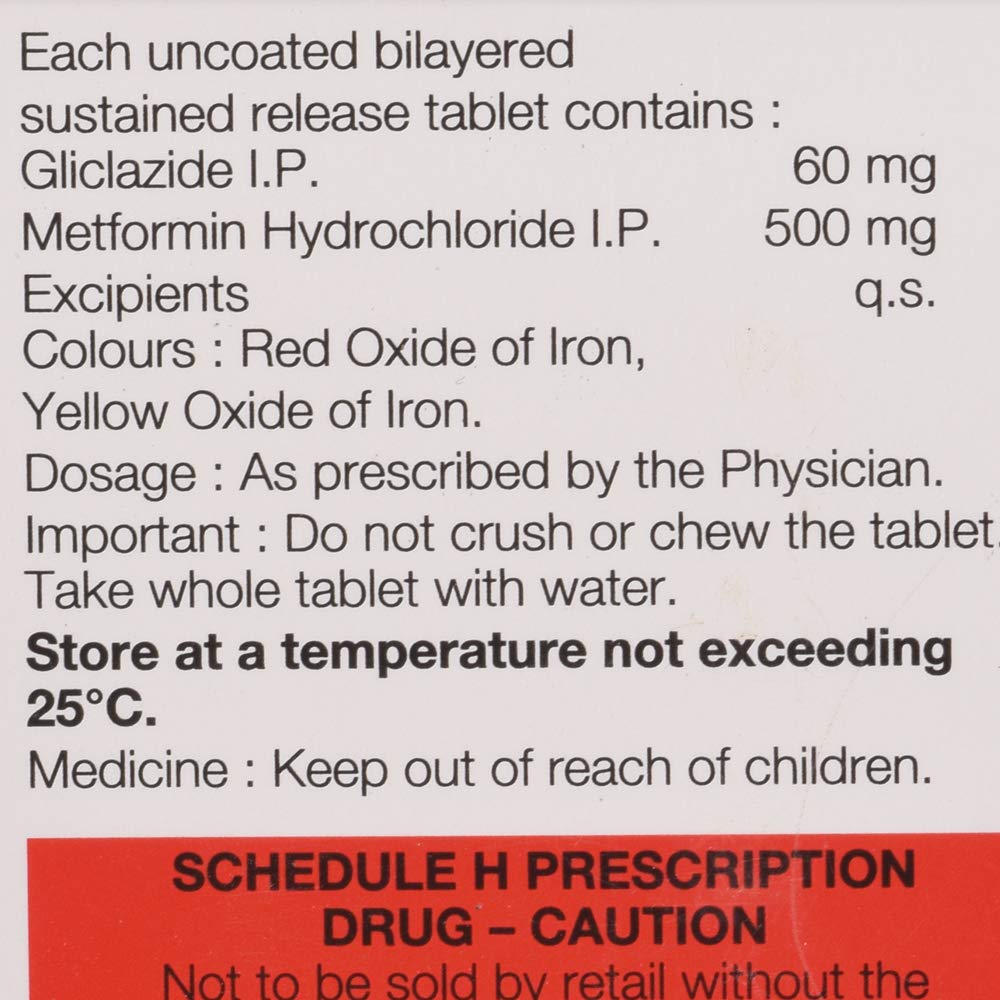 Each uncoated bilayered
sustained release tablet contains :
Gliclazide I.P. 60 mg
Metformin Hydrochloride I.P. 500 mg
Excipients q.s.
Colours : Red Oxide of Iron,
Yellow Oxide of Iron.
Dosage : As prescribed by the Physician.
Important : Do not crush or chew the tablet.
Take whole tablet with water.
Store at a temperature not exceeding
25°C.
Medicine : Keep out of reach of children.
SCHEDULE H PRESCRIPTION
DRUG – CAUTION
Not to be sold by retail without the